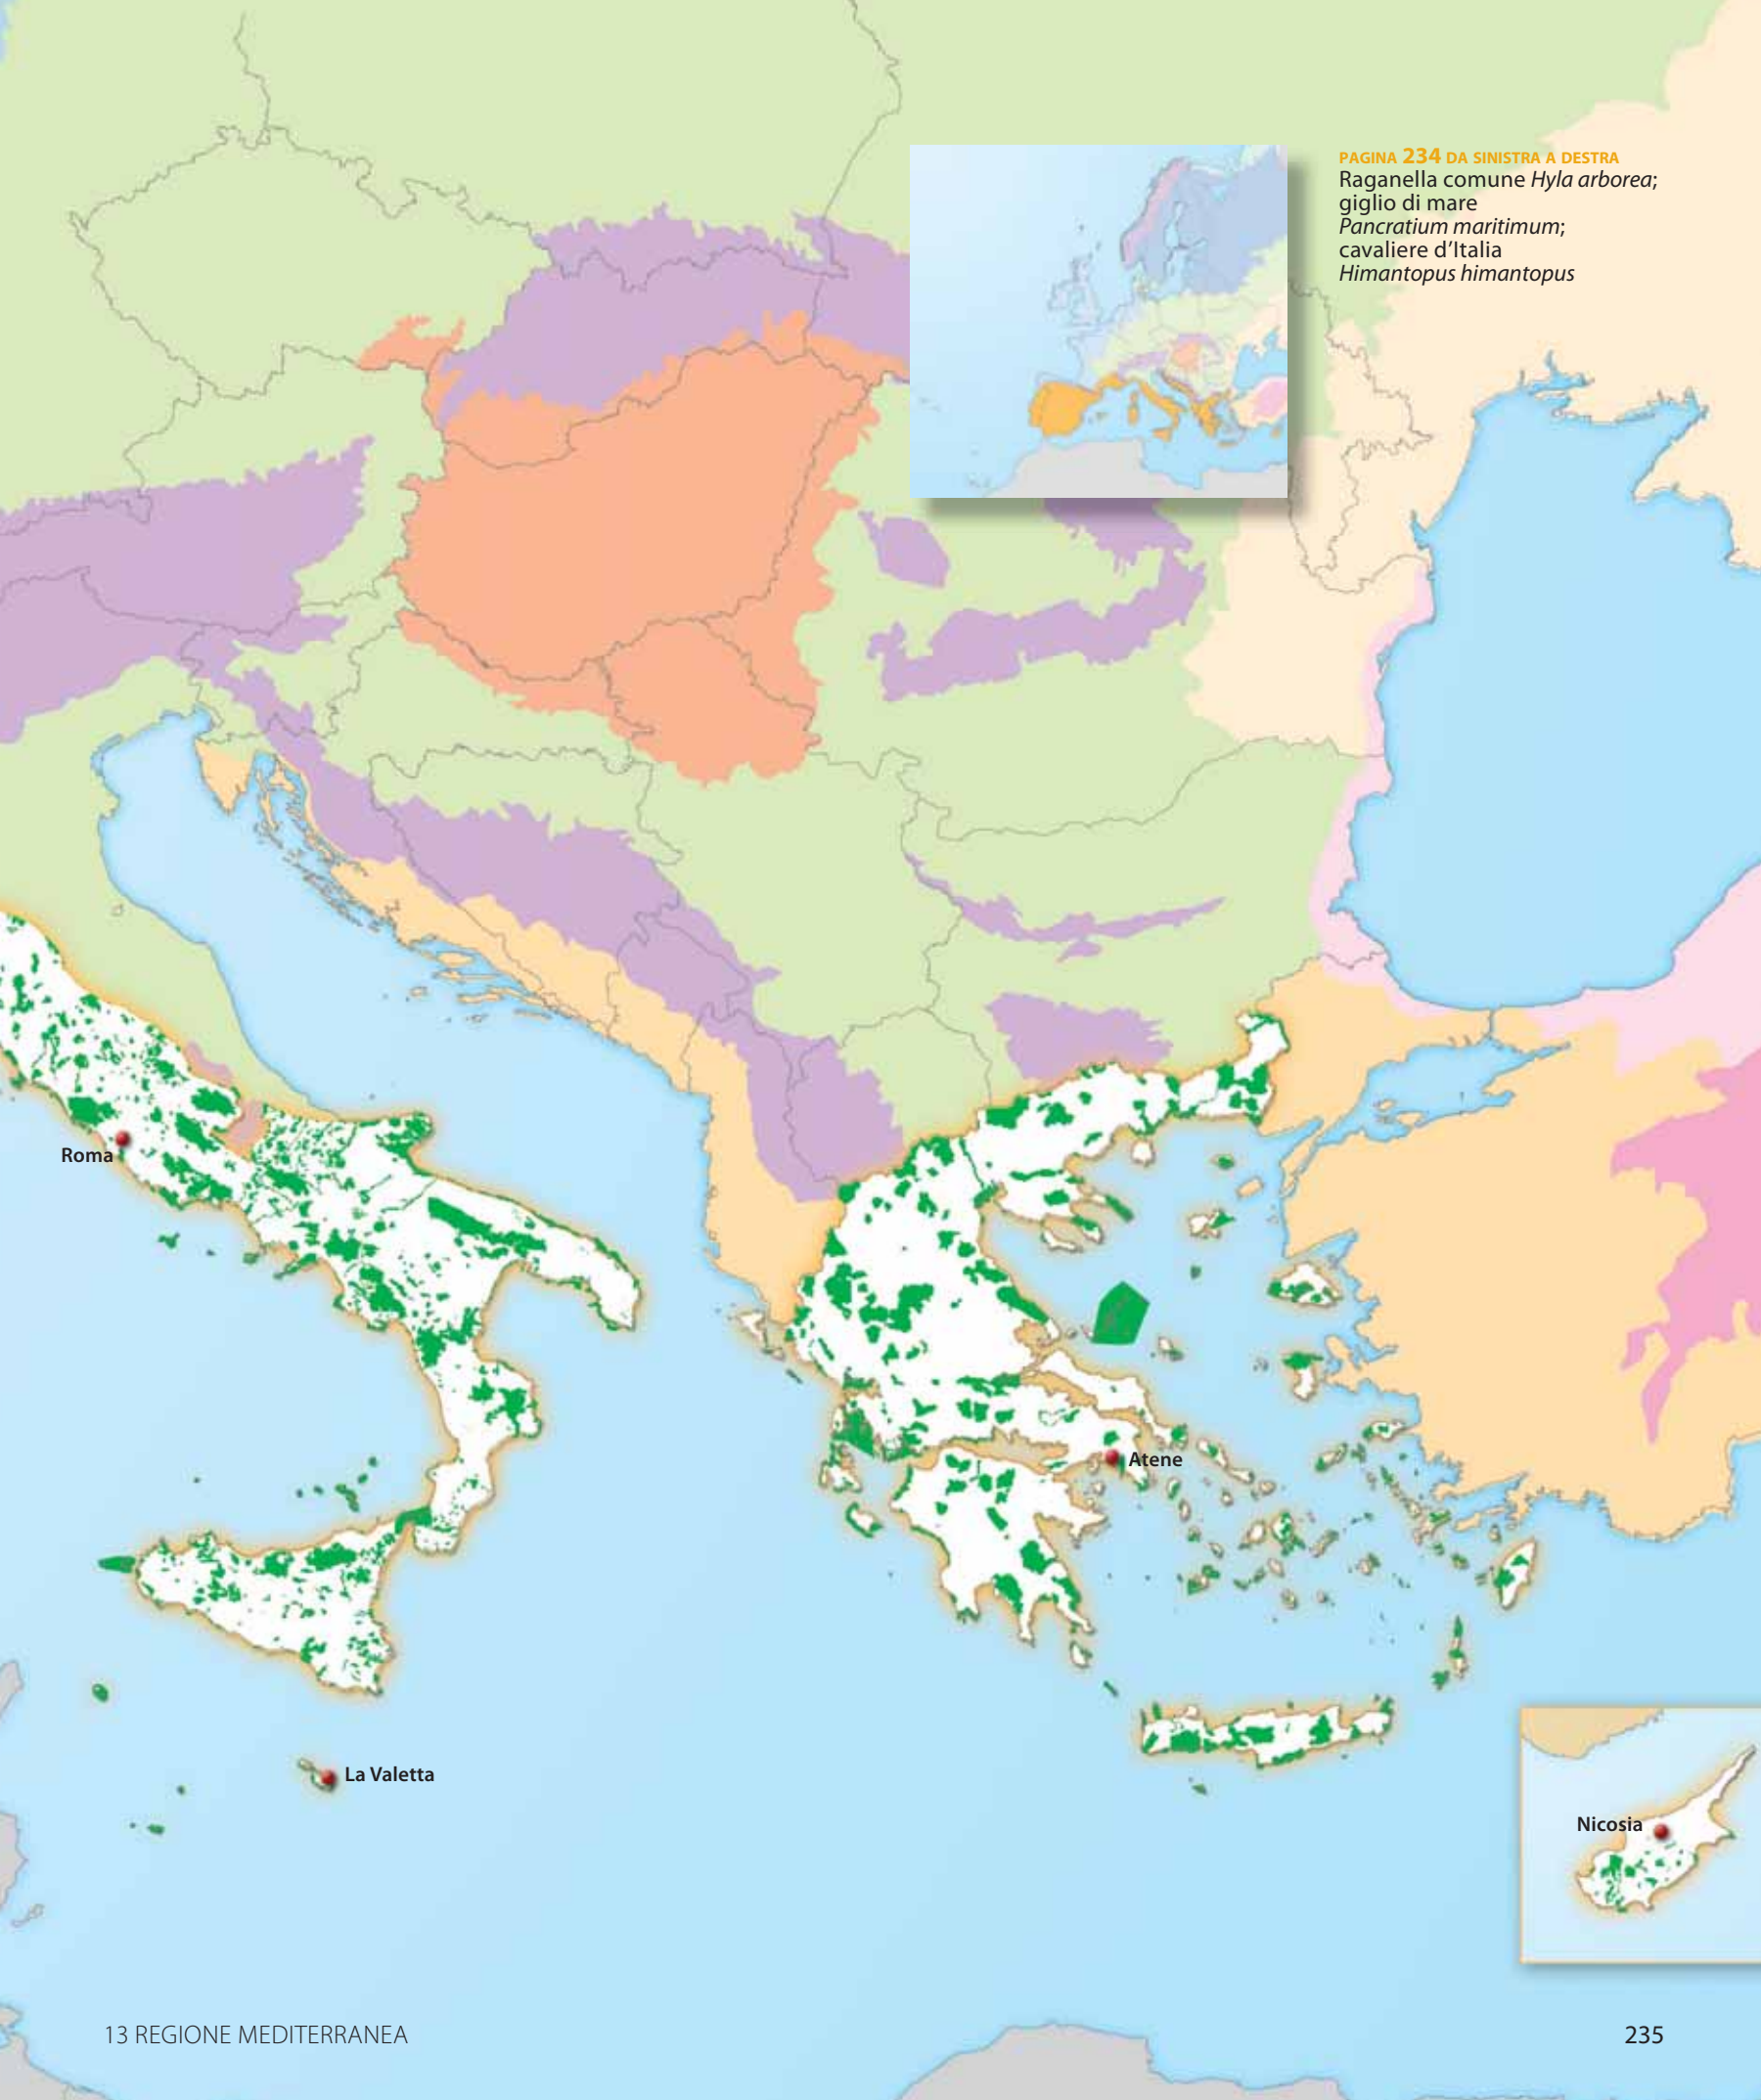 PAGINA 234 DA SINISTRA A DESTRA
Raganella comune Hyla arborea;
giglio di mare
Pancratium maritimum;
cavaliere d’Italia
Himantopus himantopus
Roma
Atene
La Valetta
Nicosia
13 REGIONE MEDITERRANEA
235